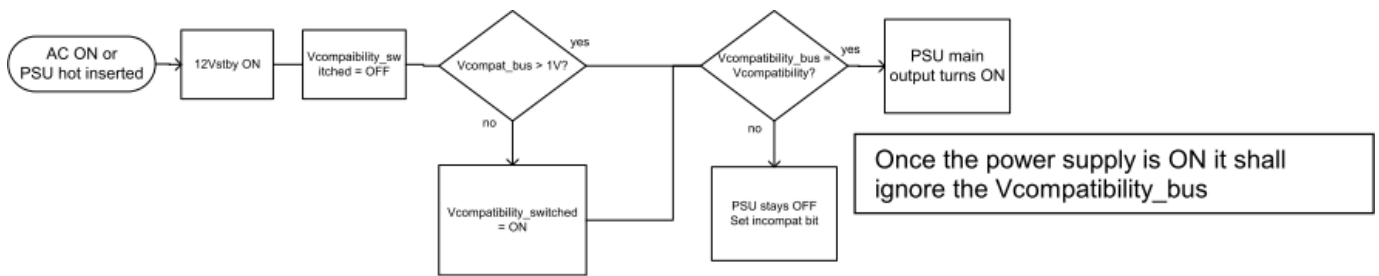 AC ON or
PSU hot inserted
12Vstby ON
Vcompaibility_sw
itched = OFF
Vcompat_bus > 1V?
yes
no
Vcompatibility_switched
= ON
Vcompatibility_bus =
Vcompatibility?
yes
no
PSU main
output turns ON
PSU stays OFF
Set incompat bit
Once the power supply is ON it shall
ignore the Vcompatibility_bus